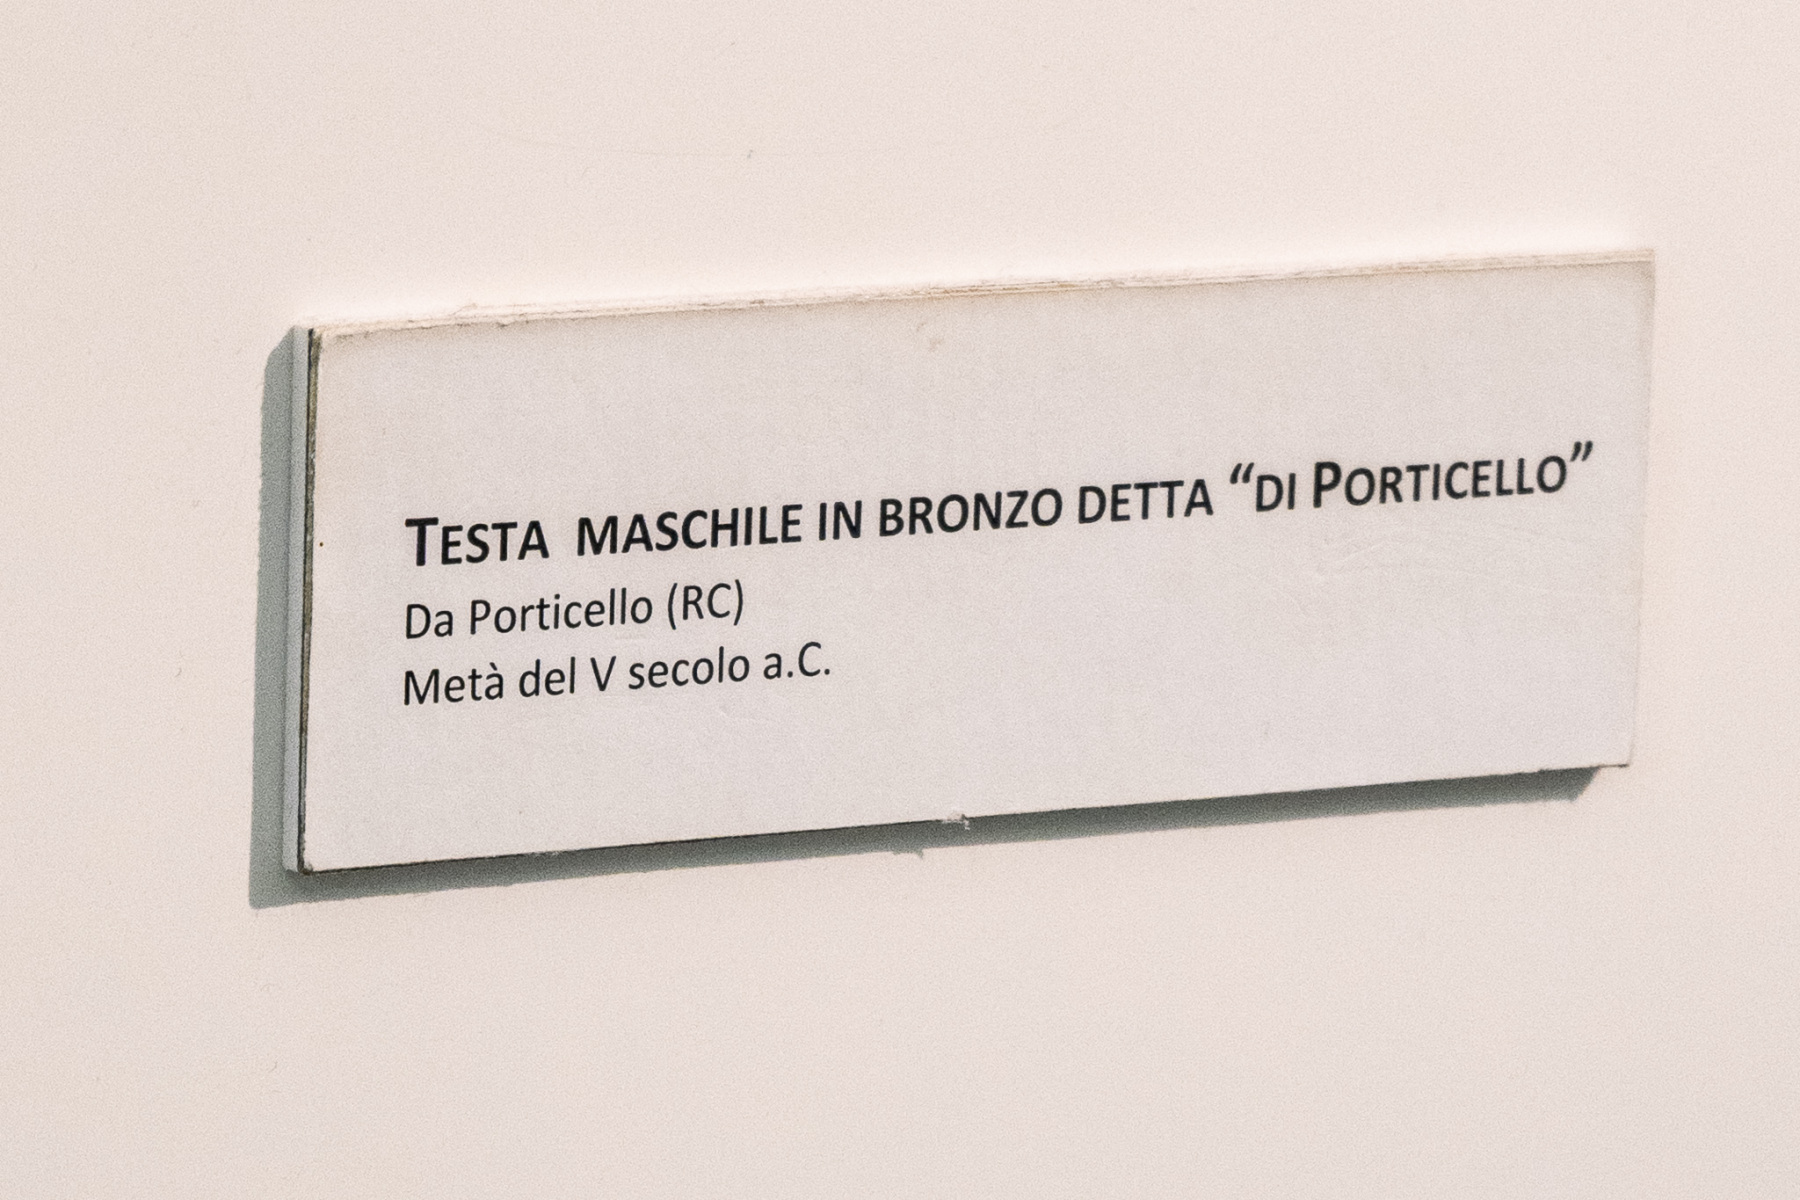 TESTA MASCHILE IN BRONZO DETTA “DI PORTICELLO”
Da Porticello (RC)
Metà del V secolo a.C.